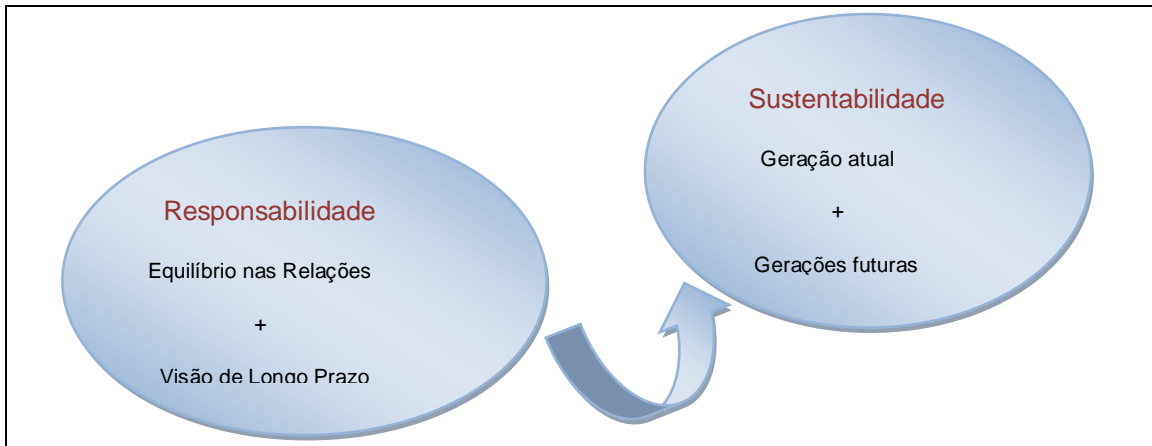 Responsabilidade
Equilíbrio nas Relações
+
Visão de Longo Prazo
Sustentabilidade
Geração atual
+
Gerações futuras